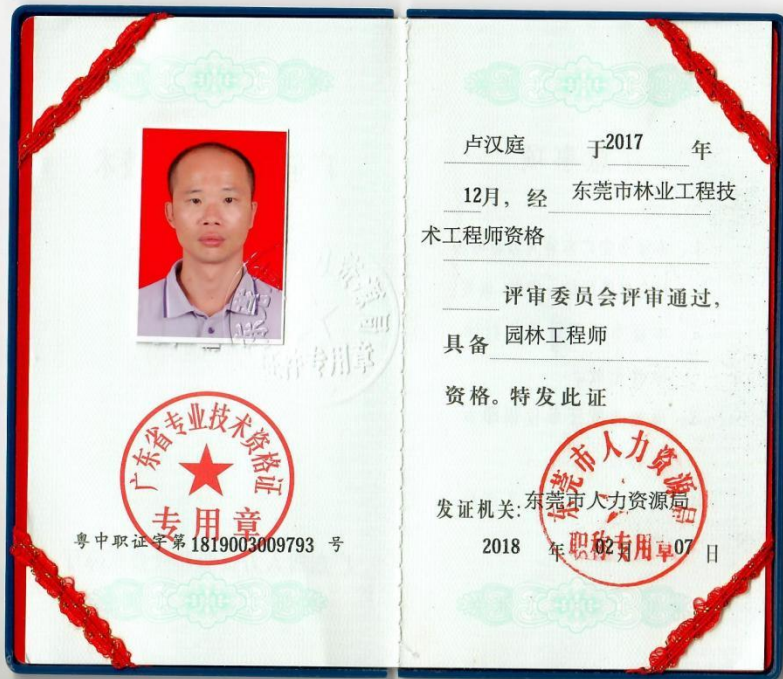 广东省专业技术资格证
专用章
粤中职证字第 1819003009793 号
卢汉庭 于2017 年
12月，经 东莞市林业工程技
术工程师资格
评审委员会评审通过，
具备 园林工程师
资格。特发此证
东莞市人力资源局
职称专用章
发证机关：东莞市人力资源局
2018 年 02月 07 日